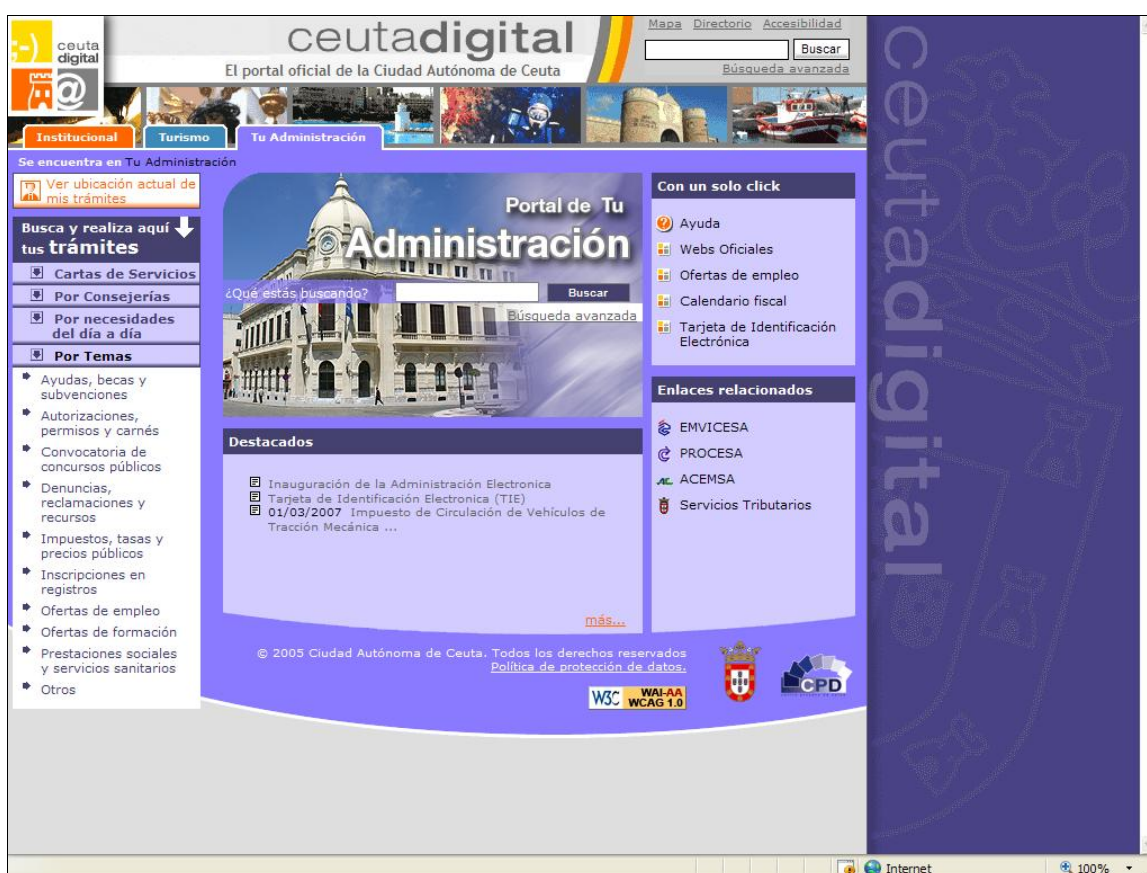 :-)
ceuta
digital
@
ceutadigital
El portal oficial de la Ciudad Autónoma de Ceuta
Mapa Directorio Accesibilidad
Buscar
Búsqueda avanzada
Institucional
Turismo
Tu Administración
Se encuentra en Tu Administración
Ver ubicación actual de
mis trámites
Busca y realiza aquí
tus trámites
Cartas de Servicios
Por Consejerías
Por necesidades
del día a día
Por Temas
Ayudas, becas y
subvenciones
Autorizaciones,
permisos y carnés
Convocatoria de
concursos públicos
Denuncias,
reclamaciones y
recursos
Impuestos, tasas y
precios públicos
Inscripciones en
registros
Ofertas de empleo
Ofertas de formación
Prestaciones sociales
y servicios sanitarios
Otros
Portal de Tu
Administración
¿Qué estás buscando?
Buscar
Búsqueda avanzada
Destacados
Inauguración de la Administración Electronica
Tarjeta de Identificación Electronica (TIE)
01/03/2007 Impuesto de Circulación de Vehículos de
Tracción Mecánica ...
más...
Con un solo click
Ayuda
Webs Oficiales
Ofertas de empleo
Calendario fiscal
Tarjeta de Identificación
Electrónica
Enlaces relacionados
EMVICESA
PROCESA
ACEMSA
Servicios Tributarios
© 2005 Ciudad Autónoma de Ceuta. Todos los derechos reservados
Política de protección de datos.
W3C WAI-AA
WCAG 1.0
CPD
ceutadigital
Internet
100%